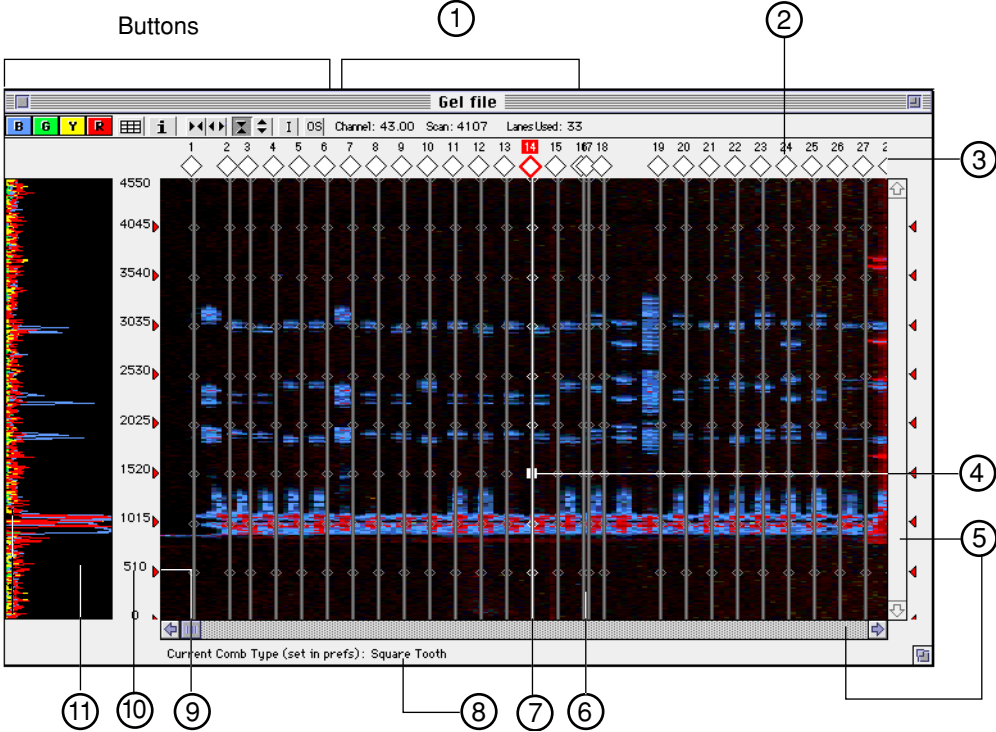 Buttons
1
2
Gel file
B G Y R i I OS Channel: 43.00 Scan: 4107 Lanes Used: 33
1 2 3 4 5 6 7 8 9 10 11 12 13 14 15 16 17 18 19 20 21 22 23 24 25 26 27 2
3
4550
4045
3540
3035
2530
2025
1520
4
1015
5
510
0
Current Comb Type (set in prefs): Square Tooth
11 10 9 8 7 6